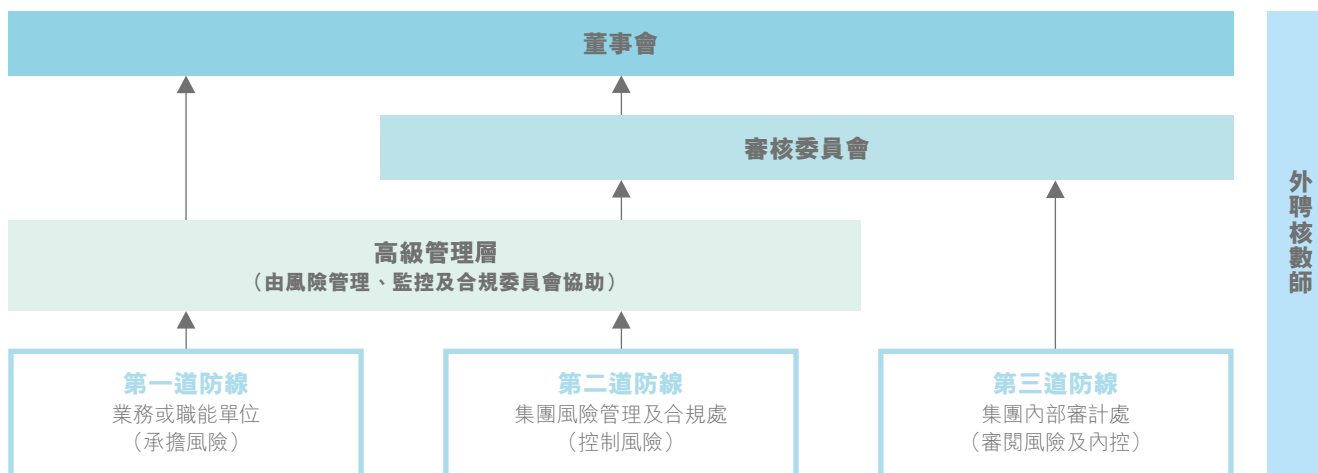 董事會
審核委員會
高級管理層
（由風險管理、監控及合規委員會協助）
第一道防線
業務或職能單位
（承擔風險）
第二道防線
集團風險管理及合規處
（控制風險）
第三道防線
集團內部審計處
（審閱風險及內控）
外聘核數師